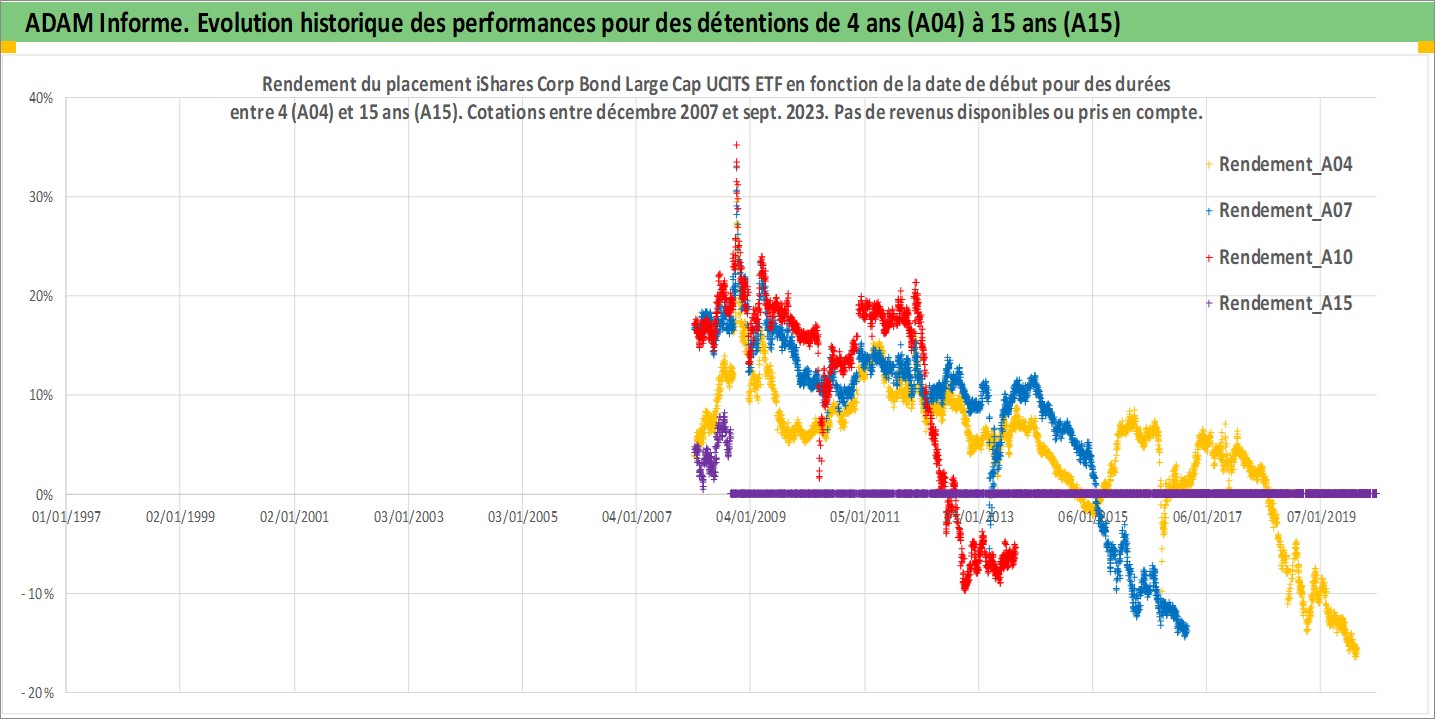 ADAM Informe. Evolution historique des performances pour des détentions de 4 ans (A04) à 15 ans (A15)
Rendement du placement iShares Corp Bond Large Cap UCITS ETF en fonction de la date de début pour des durées
entre 4 (A04) et 15 ans (A15). Cotations entre décembre 2007 et sept. 2023. Pas de revenus disponibles ou pris en compte.
40%
30%
20%
10%
0%
-10%
-20%
Rendement_A04
Rendement_A07
Rendement_A10
Rendement_A15
01/01/1997
02/01/1999
02/01/2001
03/01/2003
03/01/2005
04/01/2007
04/01/2009
05/01/2011
/01/2013
06/01/2015
06/01/2017
07/01/2019